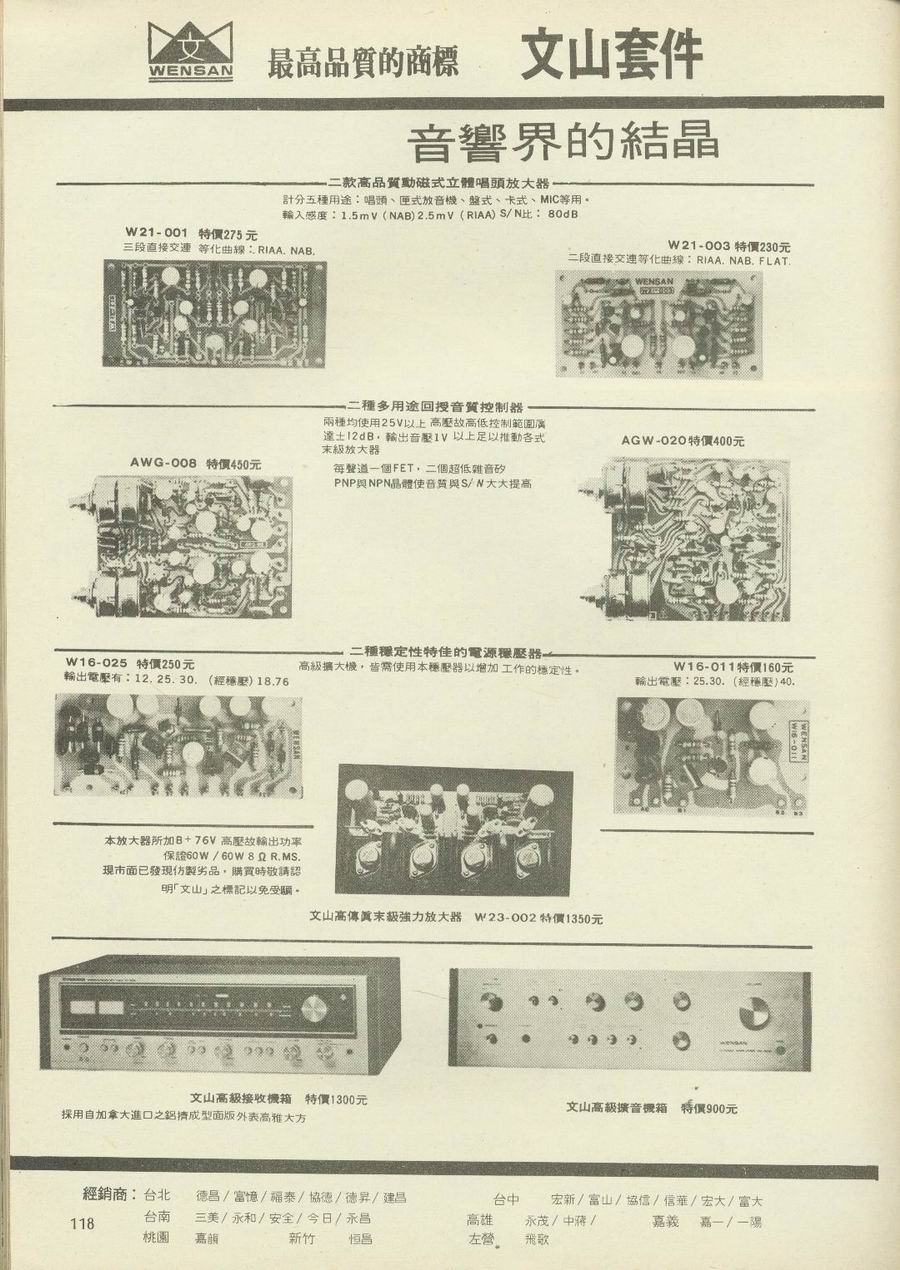 文
WENSAN
最高品質的商標
文山套件
音響界的結晶
二款高品質動磁式立體唱頭放大器
計分五種用途：唱頭、匣式放音機、盤式、卡式、MIC等用。
輸入感度：1.5mV (NAB) 2.5mV (RIAA) S/N比： 80dB
W21-001 特價275元
三段直接交連 等化曲線：RIAA. NAB.
W21-003 特價230元
二段直接交連等化曲線：RIAA. NAB. FLAT.
WENSAN
二種多用途回授音質控制器
兩種均使用25V以上高壓故高低控制範圍廣
達士12dB，輸出音壓1V 以上足以推動各式
末級放大器
每聲道一個FET，二個超低雜音矽
PNP與NPN晶體使音質與S/N大大提高
AWG-008 特價450元
AGW-020特價400元
二種穩定性特佳的電源穩壓器
高級擴大機，皆需使用本穩壓器以增加工作的穩定性。
W16-025 特價250元
輸出電壓有：12. 25. 30. (經穩壓) 18.76
W16-011特價160元
輸出電壓：25.30. (經穩壓) 40.
WENSAN
WENSAN
W16-011
本放大器所加B+76V 高壓故輸出功率
保證60W/60W 8Ω R.MS.
現市面已發現仿製劣品，購買時敬請認
明「文山」之標記以免受騙。
文山高傳眞末級強力放大器 W23-002 特價1350元
WENSAN
文山高級接收機箱 特價1300元
採用自加拿大進口之鋁擠成型面版外表高雅大方
文山高級擴音機箱 特價900元
經銷商：台北 德昌/富憶/福泰/協德/德昇/建昌
台中 宏新/富山/協信/信華/宏大/富大
台南 三美/永和/安全/今日/永昌
高雄 永茂/中蔣/ 嘉義 嘉一/一陽
桃園 嘉韻 新竹 恒昌
左營 飛歌
118